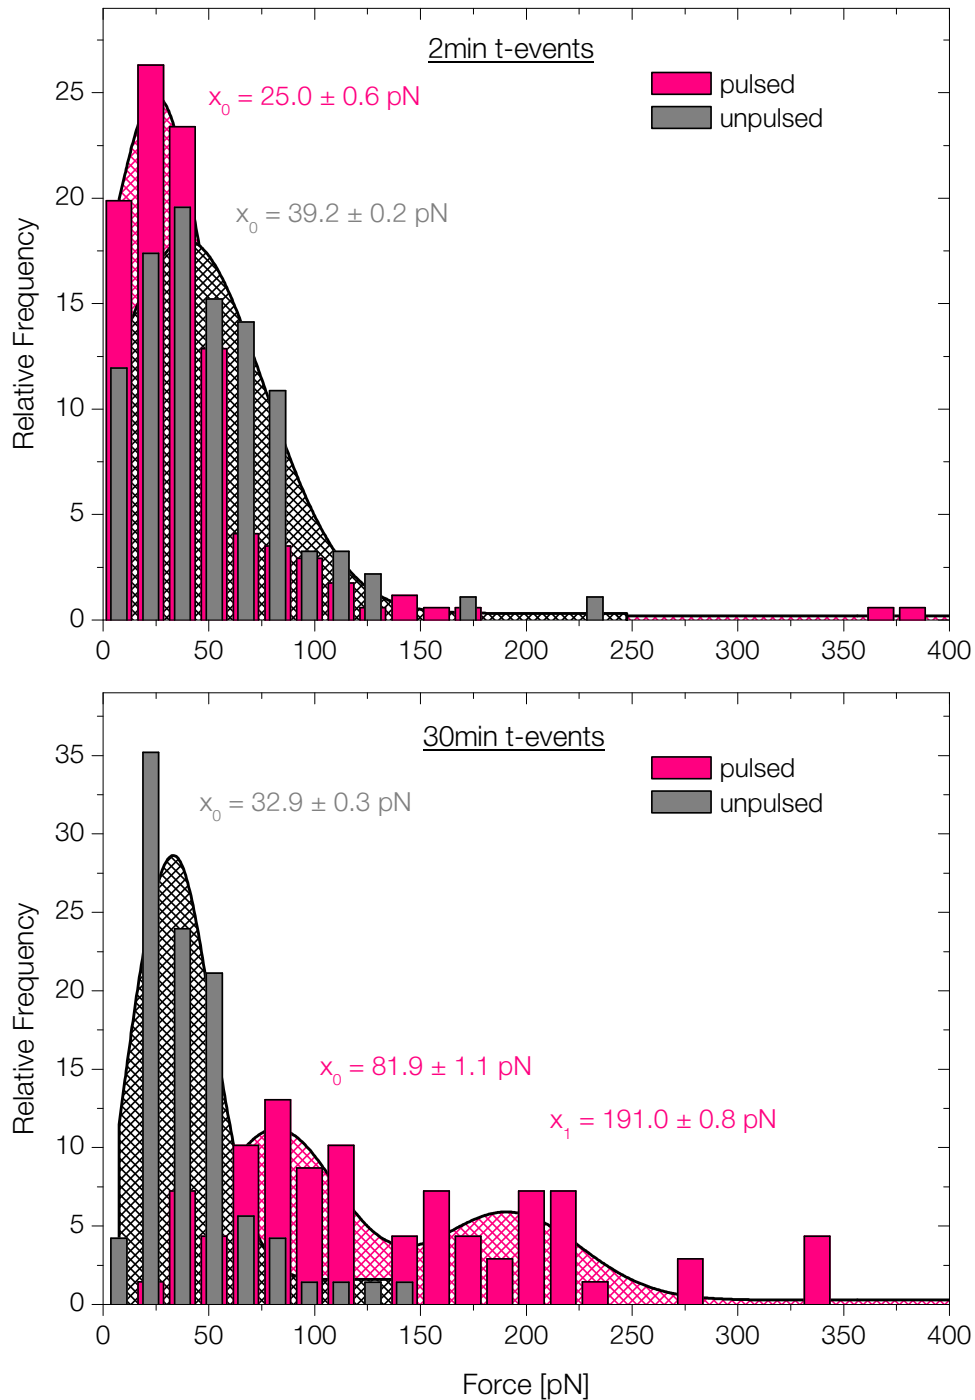 2min t-events
pulsed
unpulsed
x0 = 25.0 ± 0.6 pN
x0 = 39.2 ± 0.2 pN
Relative Frequency
25
20
15
10
5
0
0 50 100 150 200 250 300 350 400
30min t-events
pulsed
unpulsed
x0 = 32.9 ± 0.3 pN
x0 = 81.9 ± 1.1 pN
x1 = 191.0 ± 0.8 pN
Relative Frequency
35
30
25
20
15
10
5
0
0 50 100 150 200 250 300 350 400
Force [pN]